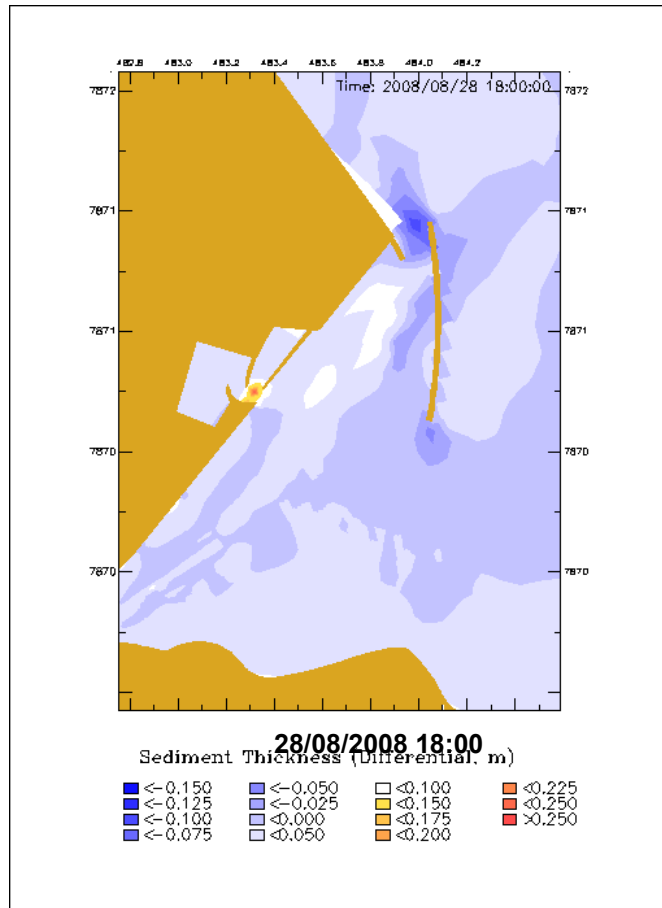 482.8 483.0 483.2 483.4 483.6 483.8 484.0 484.2
Time: 2008/08/28 18:00:00
7872 7872
7871 7871
7871 7871
7870 7870
7870 7870
28/08/2008 18:00
Sediment Thickness (Differential, m)
<-0.150 <-0.050 <0.100 <0.225
<-0.125 <-0.025 <0.150 <0.250
<-0.100 <0.000 <0.175 >0.250
<-0.075 <0.050 <0.200